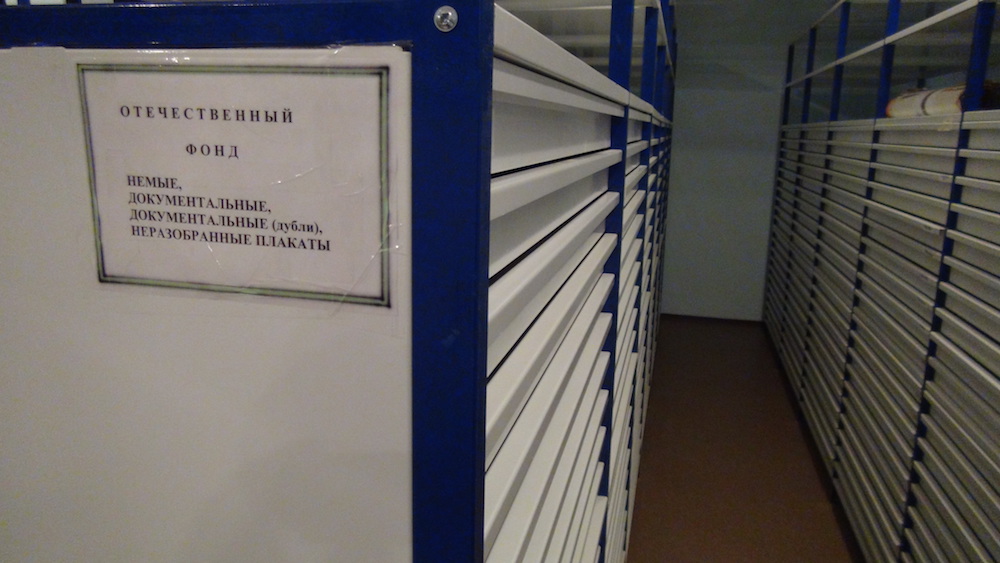 ОТЕЧЕСТВЕННЫЙ
ФОНД
НЕМЫЕ,
ДОКУМЕНТАЛЬНЫЕ,
ДОКУМЕНТАЛЬНЫЕ (дубли),
НЕРАЗОБРАННЫЕ ПЛАКАТЫ